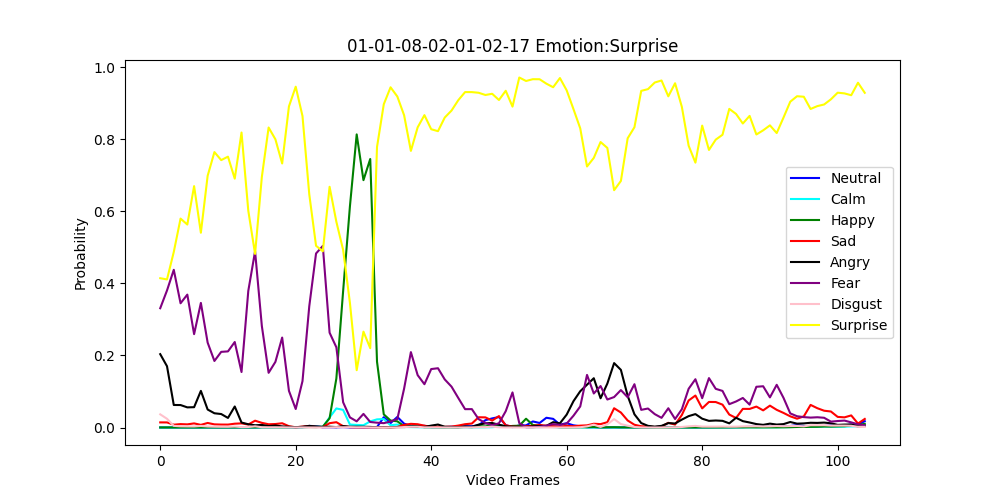 01-01-08-02-01-02-17 Emotion:Surprise
1.0
0.8
0.6
0.4
0.2
0.0
Probability
0 20 40 60 80 100
Video Frames
Neutral
Calm
Happy
Sad
Angry
Fear
Disgust
Surprise